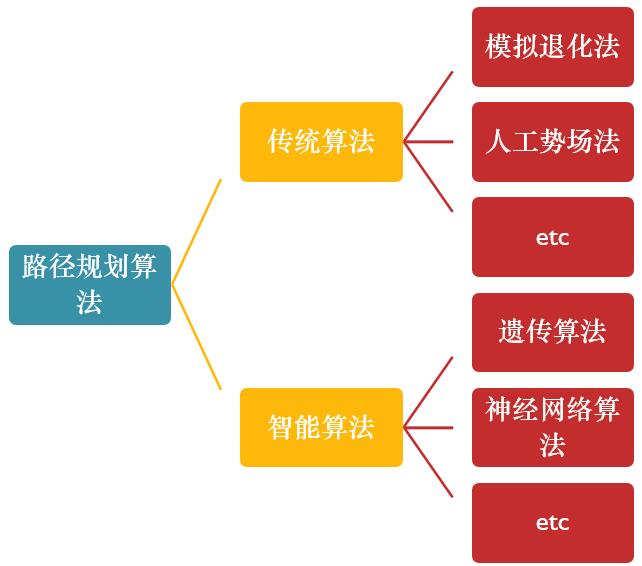 模拟退化法
传统算法
人工势场法
etc
路径规划算
法
遗传算法
智能算法
神经网络算
法
etc